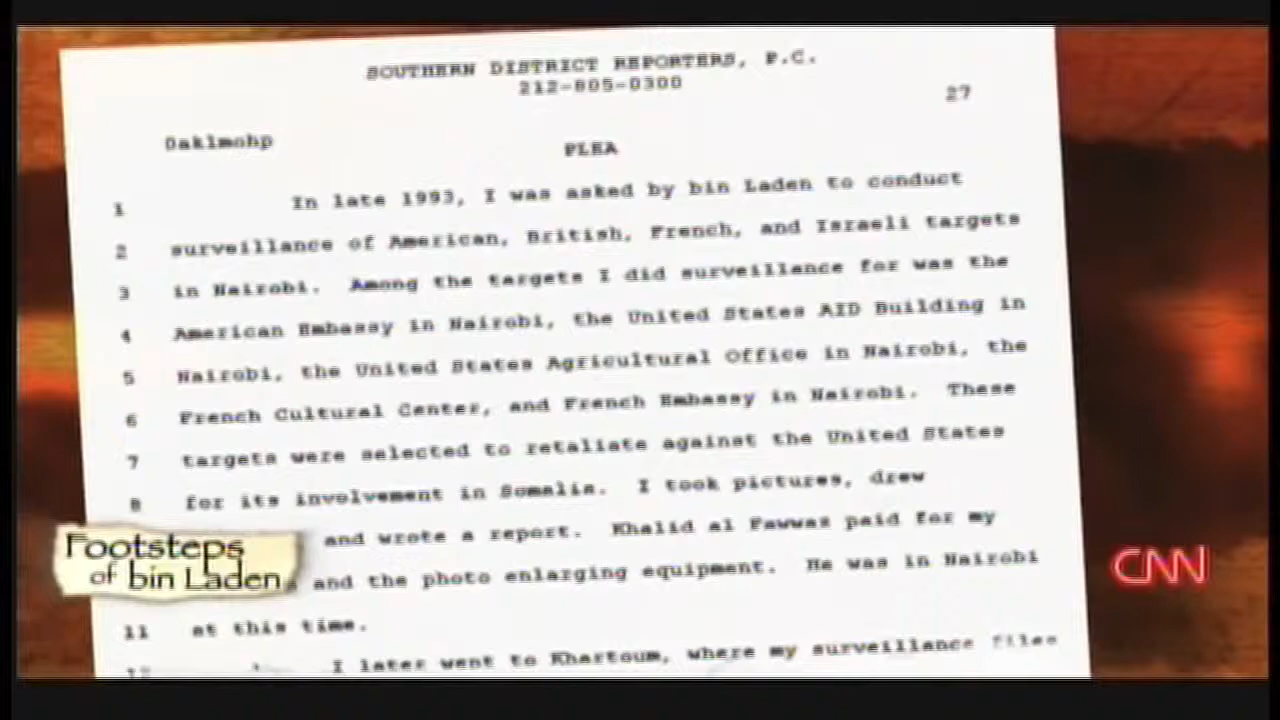 SOUTHERN DISTRICT REPORTERS, P.C.
212-805-0300
27
0aklmohp
PLEA
1 In late 1993, I was asked by bin Laden to conduct
2 surveillance of American, British, French, and Israeli targets
3 in Nairobi. Among the targets I did surveillance for was the
4 American Embassy in Nairobi, the United States AID Building in
5 Nairobi, the United States Agricultural Office in Nairobi, the
6 French Cultural Center, and French Embassy in Nairobi. These
7 targets were selected to retaliate against the United States
8 for its involvement in Somalia. I took pictures, drew
and wrote a report. Khalid al Fawwaz paid for my
and the photo enlarging equipment. He was in Nairobi
11 at this time.
12 I later went to Khartoum, where my surveillance files
Footsteps
of bin Laden
CNN